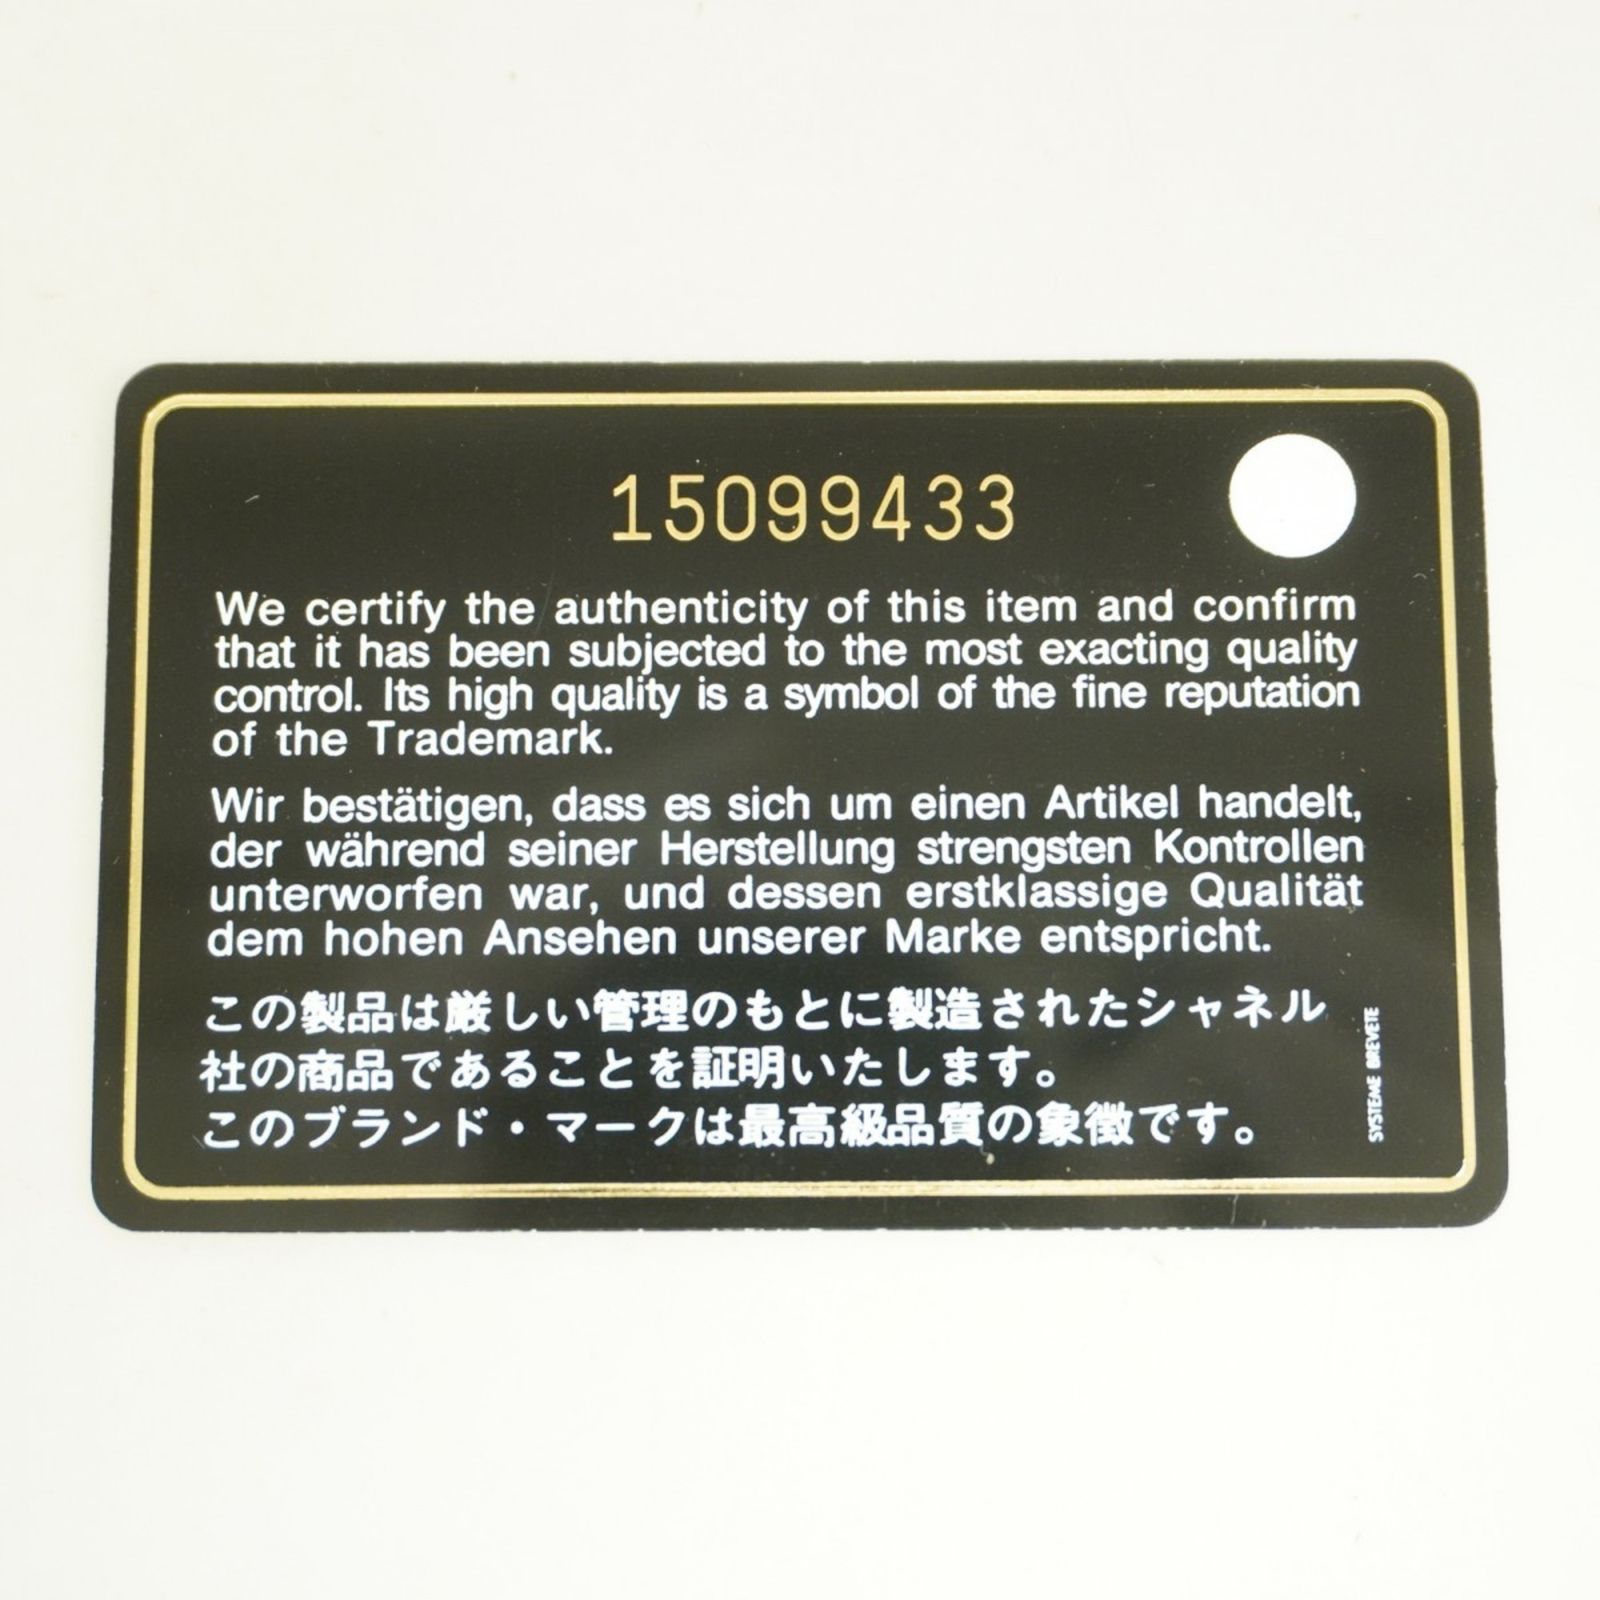 15099433
We certify the authenticity of this item and confirm
that it has been subjected to the most exacting quality
control. Its high quality is a symbol of the fine reputation
of the Trademark.
Wir bestätigen, dass es sich um einen Artikel handelt,
der während seiner Herstellung strengsten Kontrollen
unterworfen war, und dessen erstklassige Qualität
dem hohen Ansehen unserer Marke entspricht.
この製品は厳しい管理のもとに製造されたシャネル
社の商品であることを証明いたします。
このブランド・マークは最高級品質の象徴です。
SYSTEME BREVETE